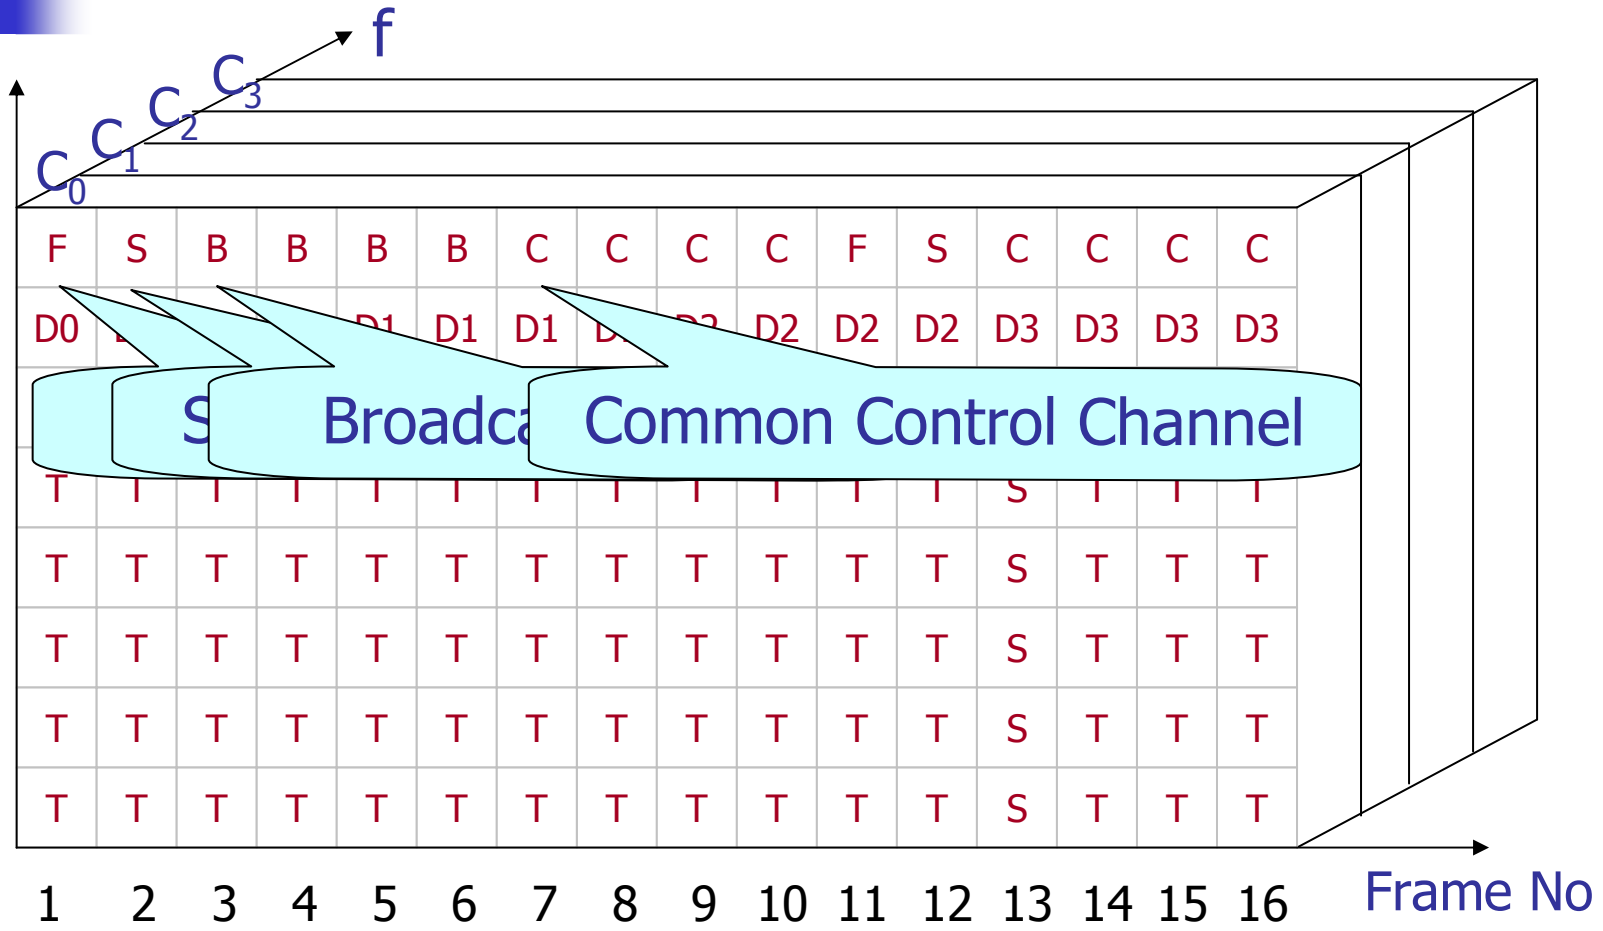 f
C3
C2
C1
C0
F S B B B B C C C C F S C C C C
D0 D1 D1 D1 D2 D2 D2 D3 D3 D3 D3
Common Control Channel
T T T T T T T T T T T T S T T T
T T T T T T T T T T T T S T T T
T T T T T T T T T T T T S T T T
T T T T T T T T T T T T S T T T
T T T T T T T T T T T T S T T T
1 2 3 4 5 6 7 8 9 10 11 12 13 14 15 16
Frame No